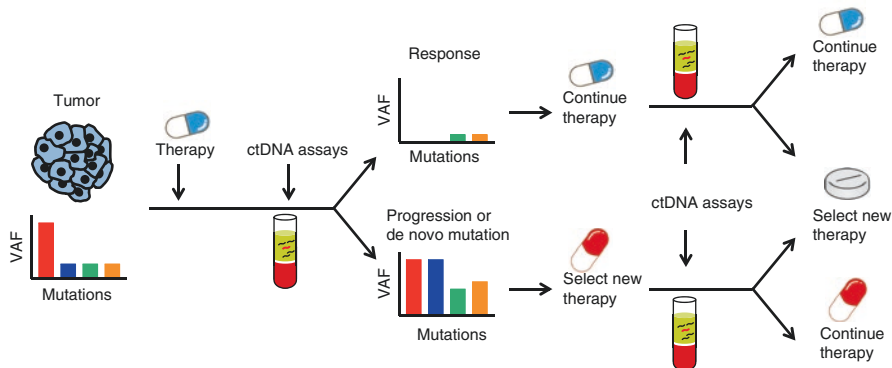 Tumor
VAF
Mutations
Therapy
ctDNA assays
Response
VAF
Mutations
Progression or
de novo mutation
VAF
Mutations
Continue
therapy
Select new
therapy
ctDNA assays
Continue
therapy
Select new
therapy
Continue
therapy